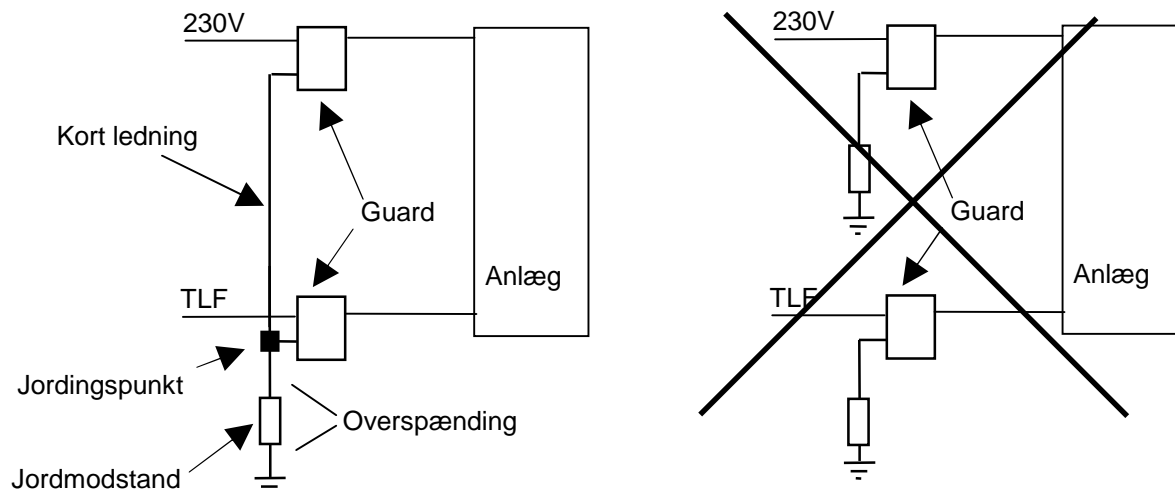 230V
Kort ledning
Guard
Anlæg
TLF
Jordingspunkt
Overspænding
Jordmodstand
230V
Guard
Anlæg
TLF